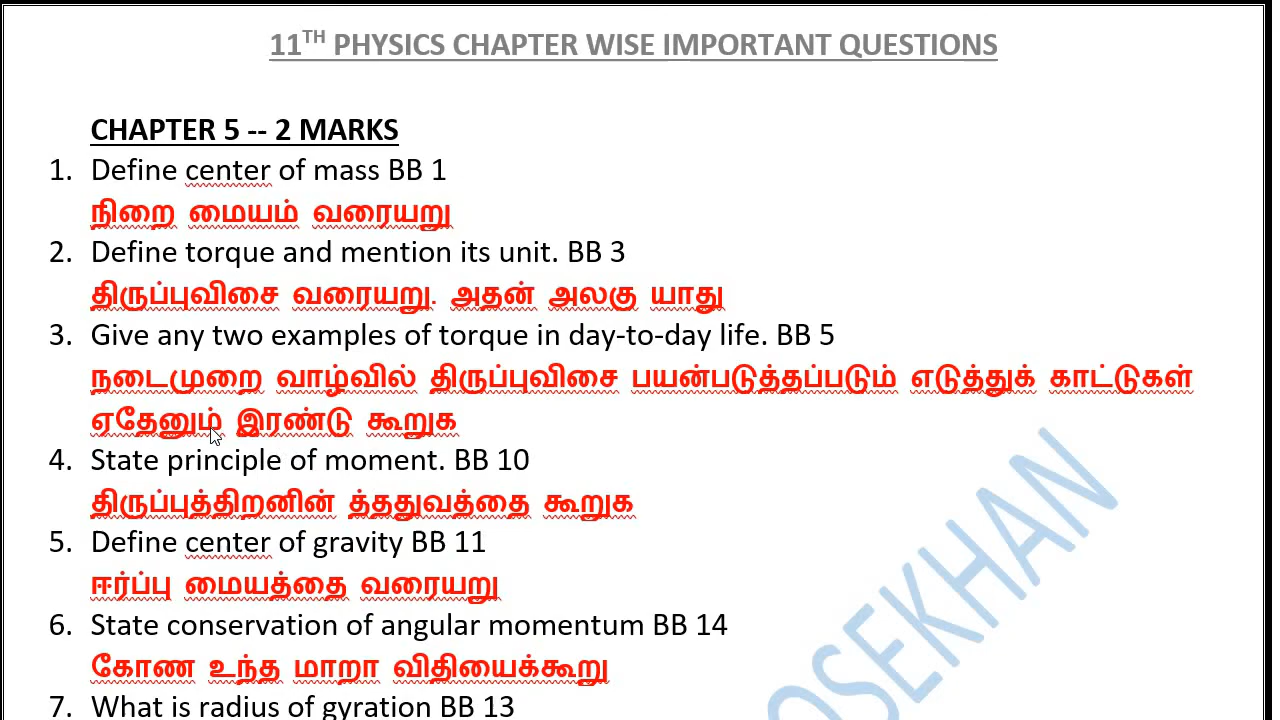 11TH PHYSICS CHAPTER WISE IMPORTANT QUESTIONS
CHAPTER 5 -- 2 MARKS
1. Define center of mass BB 1
நிறை மையம் வரையறு
2. Define torque and mention its unit. BB 3
திருப்புவிசை வரையறு. அதன் அலகு யாது
3. Give any two examples of torque in day-to-day life. BB 5
நடைமுறை வாழ்வில் திருப்புவிசை பயன்படுத்தப்படும் எடுத்துக் காட்டுகள்
ஏதேனும் இரண்டு கூறுக
4. State principle of moment. BB 10
திருப்புத்திறனின் த்ததுவத்தை கூறுக
5. Define center of gravity BB 11
ஈர்ப்பு மையத்தை வரையறு
6. State conservation of angular momentum BB 14
கோண உந்த மாறா விதியைக்கூறு
7. What is radius of gyration BB 13
OSEKHAN